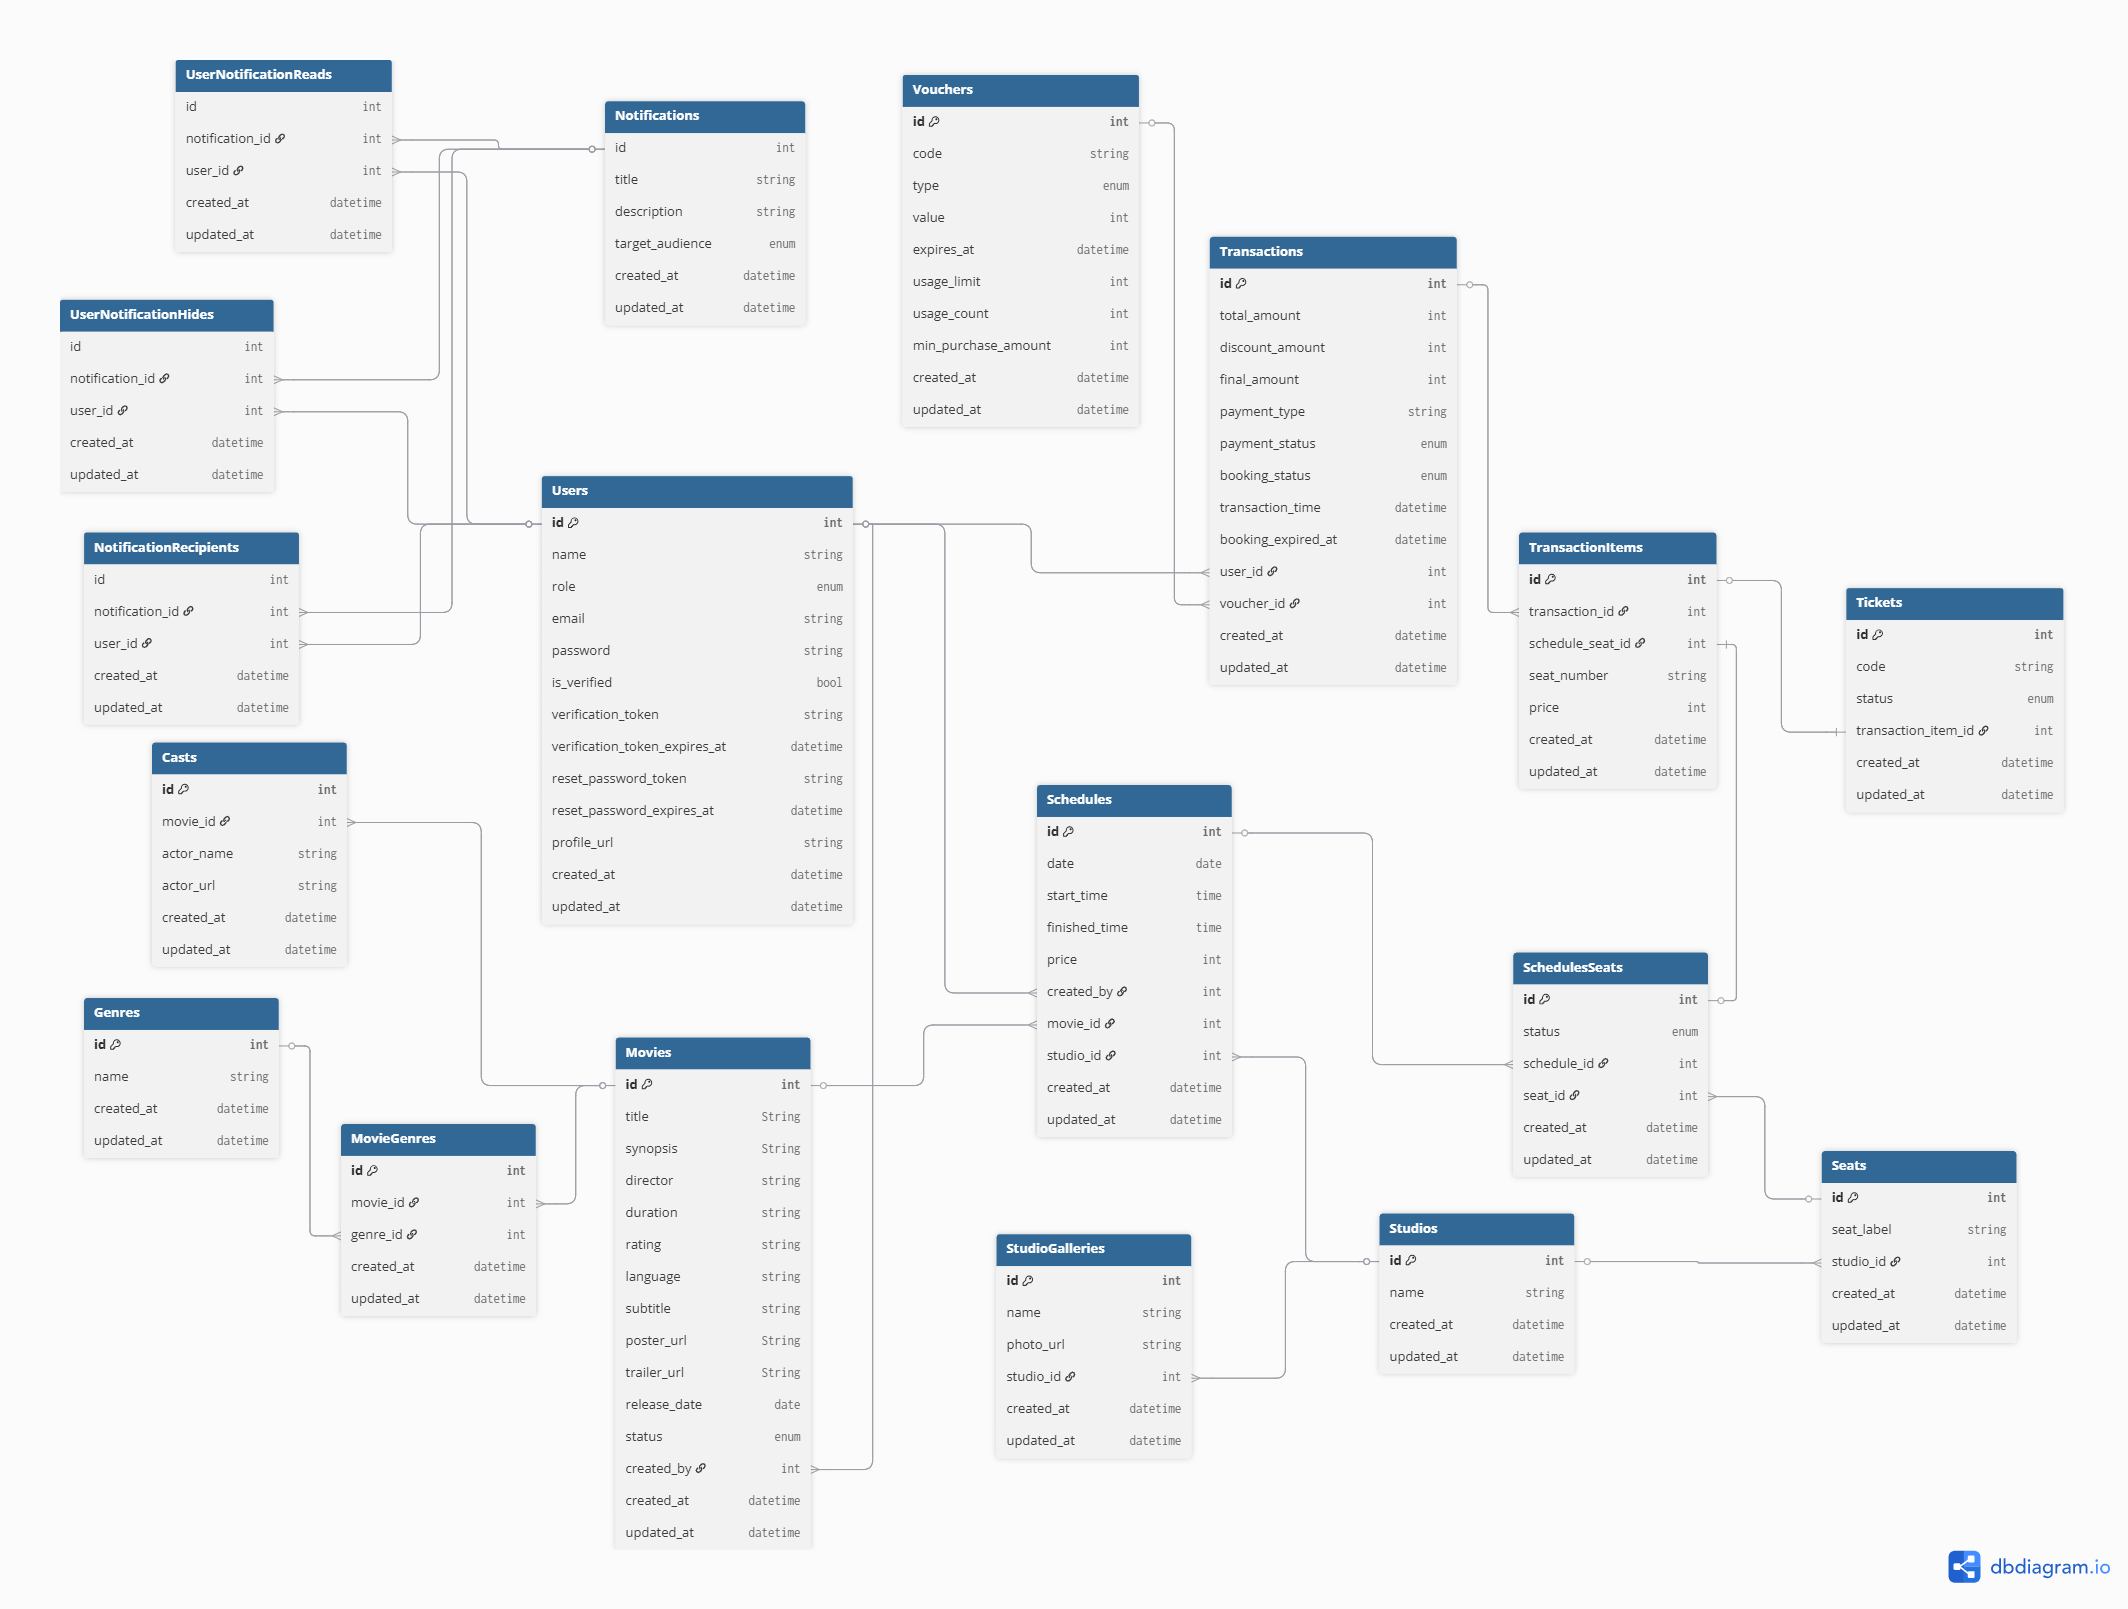 UserNotificationReads
id int
notification_id int
user_id int
created_at datetime
updated_at datetime
Notifications
id int
title string
description string
target_audience enum
created_at datetime
updated_at datetime
Vouchers
id int
code string
type enum
value int
expires_at datetime
usage_limit int
usage_count int
min_purchase_amount int
created_at datetime
updated_at datetime
Transactions
id int
total_amount int
discount_amount int
final_amount int
payment_type string
payment_status enum
booking_status enum
transaction_time datetime
booking_expired_at datetime
user_id int
voucher_id int
created_at datetime
updated_at datetime
UserNotificationHides
id int
notification_id int
user_id int
created_at datetime
updated_at datetime
Users
id int
name string
role enum
email string
password string
is_verified bool
verification_token string
verification_token_expires_at datetime
reset_password_token string
reset_password_expires_at datetime
profile_url string
created_at datetime
updated_at datetime
NotificationRecipients
id int
notification_id int
user_id int
created_at datetime
updated_at datetime
TransactionItems
id int
transaction_id int
schedule_seat_id int
seat_number string
price int
created_at datetime
updated_at datetime
Tickets
id int
code string
status enum
transaction_item_id int
created_at datetime
updated_at datetime
Casts
id int
movie_id int
actor_name string
actor_url string
created_at datetime
updated_at datetime
Schedules
id int
date date
start_time time
finished_time time
price int
created_by int
movie_id int
studio_id int
created_at datetime
updated_at datetime
SchedulesSeats
id int
status enum
schedule_id int
seat_id int
created_at datetime
updated_at datetime
Genres
id int
name string
created_at datetime
updated_at datetime
MovieGenres
id int
movie_id int
genre_id int
created_at datetime
updated_at datetime
Movies
id int
title String
synopsis String
director string
duration string
rating string
language string
subtitle string
poster_url String
trailer_url String
release_date date
status enum
created_by int
created_at datetime
updated_at datetime
StudioGalleries
id int
name string
photo_url string
studio_id int
created_at datetime
updated_at datetime
Studios
id int
name string
created_at datetime
updated_at datetime
Seats
id int
seat_label string
studio_id int
created_at datetime
updated_at datetime
dbdiagram.io